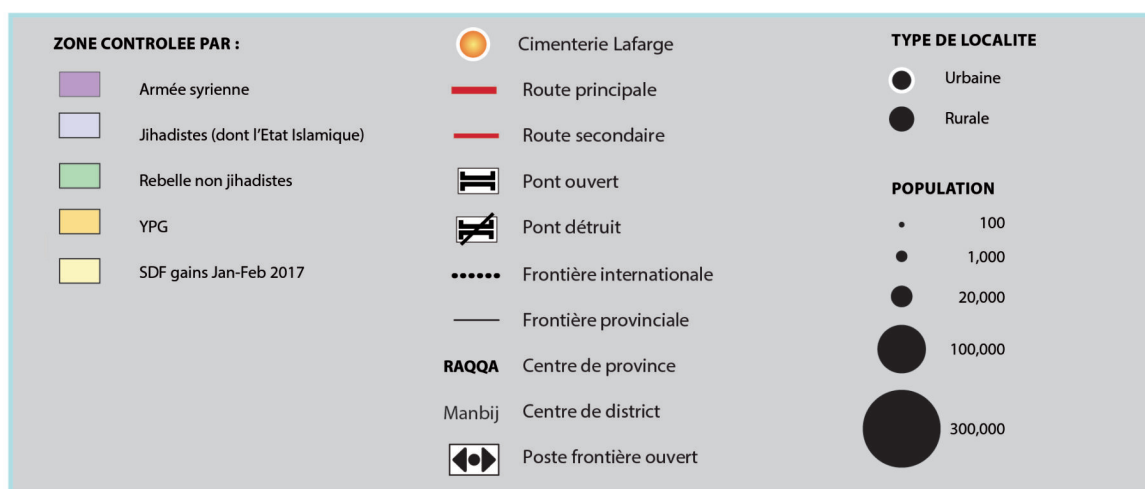 ZONE CONTROLEE PAR :
Armée syrienne
Jihadistes (dont l'Etat Islamique)
Rebelle non jihadistes
YPG
SDF gains Jan-Feb 2017
Cimenterie Lafarge
Route principale
Route secondaire
Pont ouvert
Pont détruit
Frontière internationale
Frontière provinciale
RAQQA Centre de province
Manbij Centre de district
Poste frontière ouvert
TYPE DE LOCALITE
Urbaine
Rurale
POPULATION
100
1,000
20,000
100,000
300,000